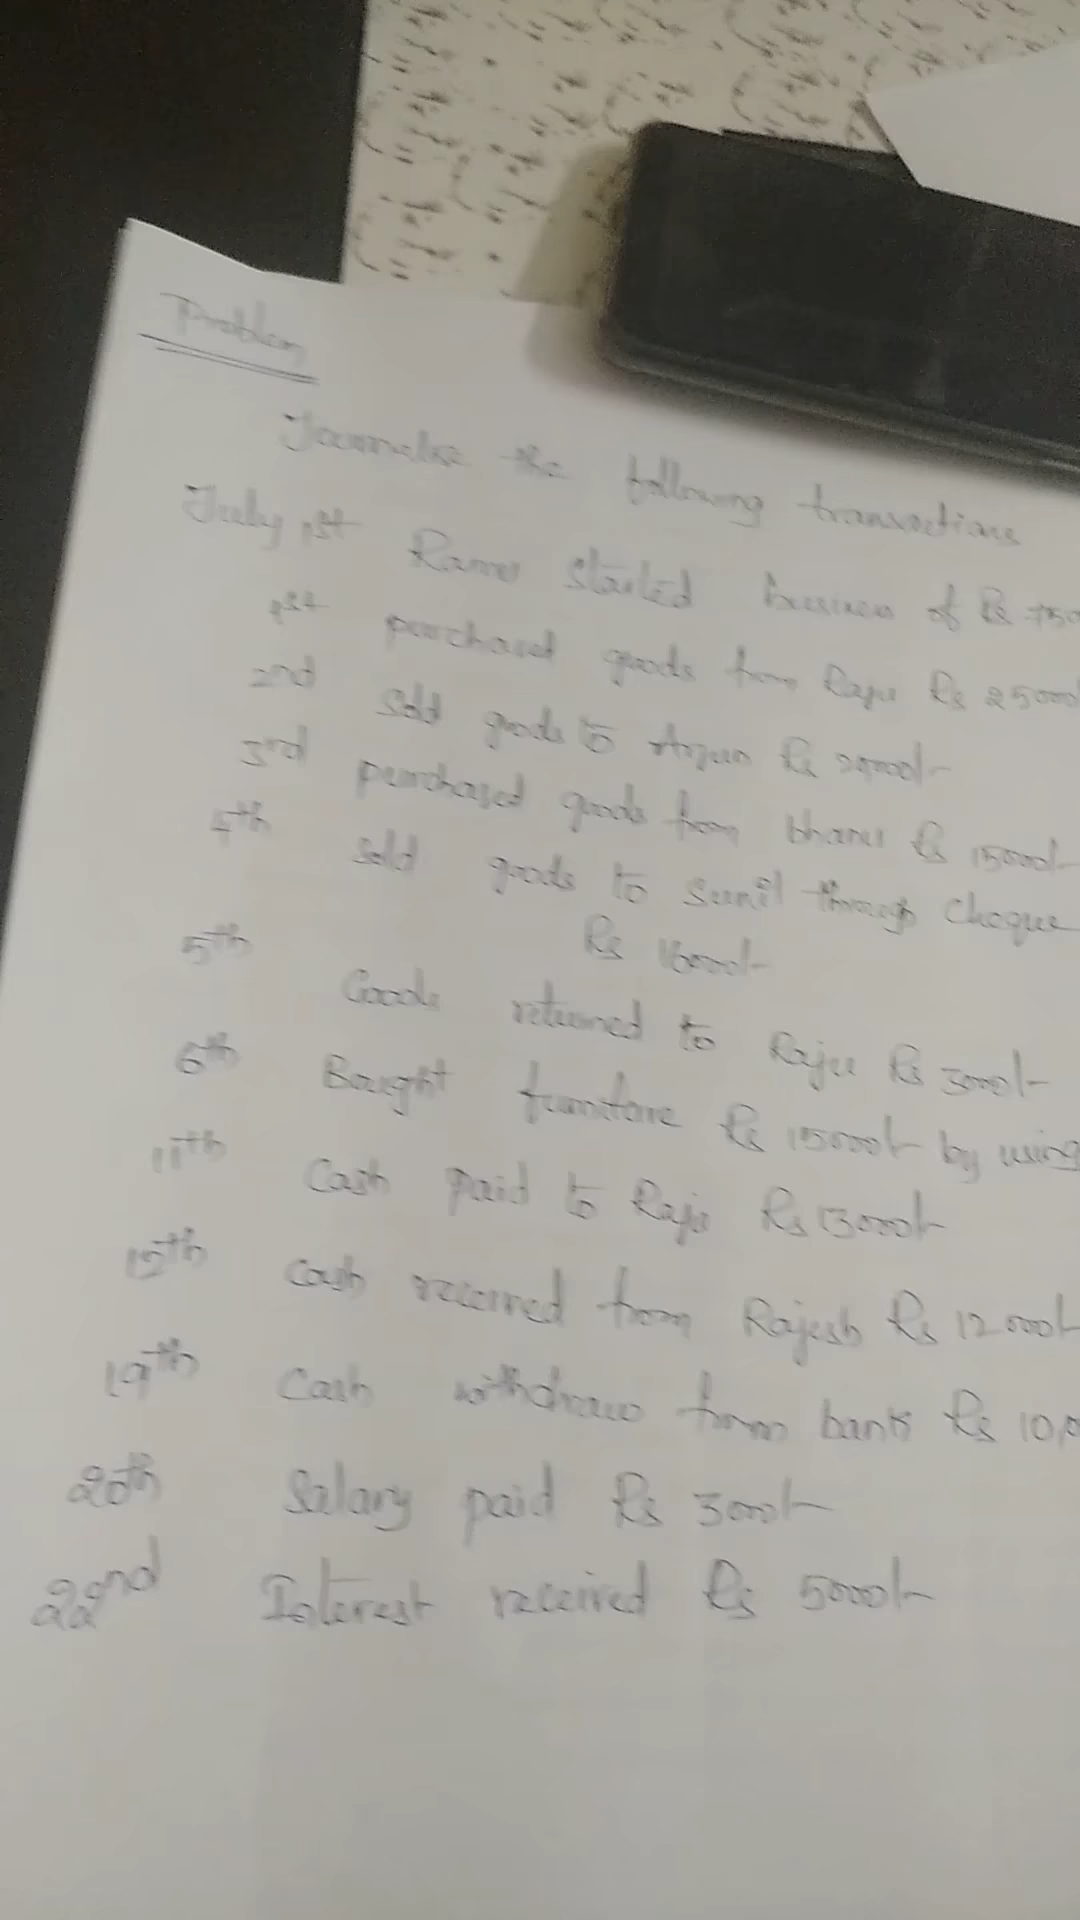 Problem
Journalise the following transactions
July 1st Ramu started business of Rs
1st purchased goods from Raju Rs 25000/-
2nd sold goods to Arjun Rs
3rd purchased goods from bhanu Rs 15000/-
4th sold goods to sunil through cheque
Rs 16000/-
5th Goods returned to Raju Rs 3000/-
6th Bought furniture Rs 15000/- by using
11th Cash paid to Raju Rs 13000/-
15th cash received from Rajesh Rs 12000/-
19th Cash withdraw from bank Rs 10,0
20th Salary paid Rs 3000/-
22nd Interest received Rs 5000/-